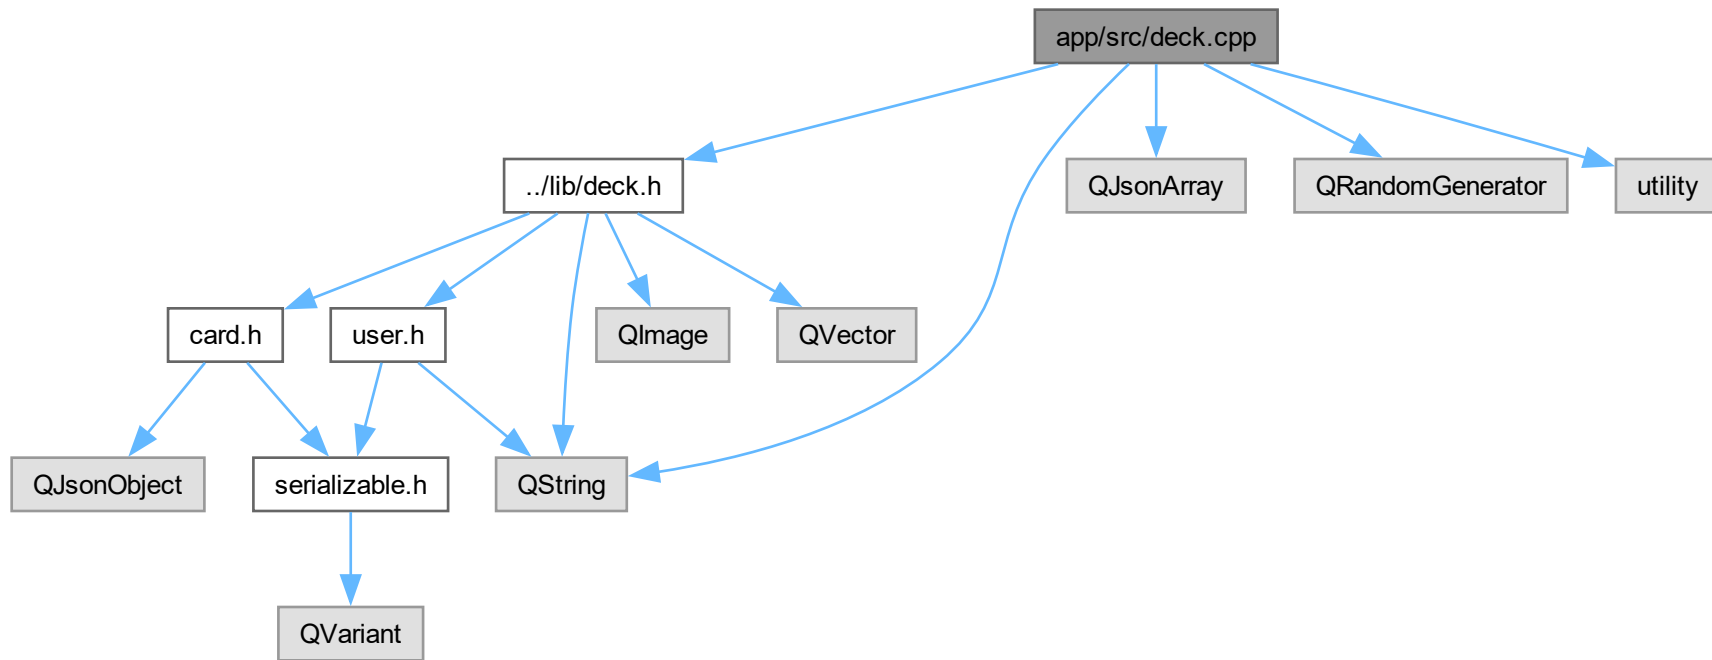 app/src/deck.cpp
../lib/deck.h
QJsonArray
QRandomGenerator
utility
card.h
user.h
QImage
QVector
QJsonObject
serializable.h
QString
QVariant